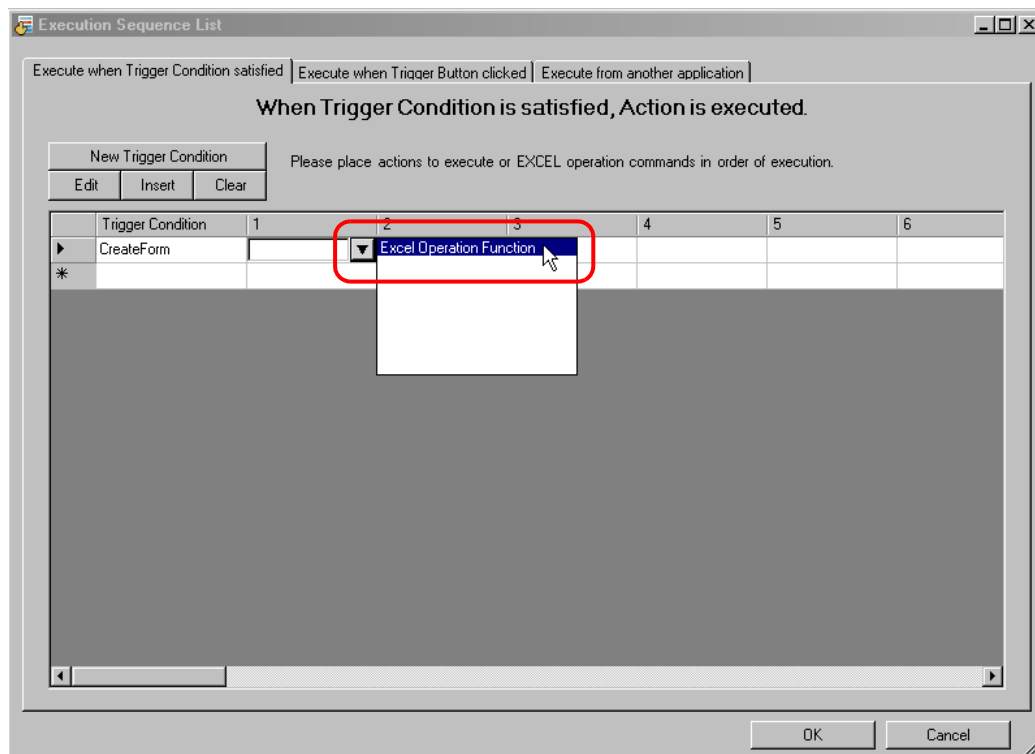 Execution Sequence List
Execute when Trigger Condition satisfied Execute when Trigger Button clicked Execute from another application
When Trigger Condition is satisfied, Action is executed.
New Trigger Condition
Please place actions to execute or EXCEL operation commands in order of execution.
Edit Insert Clear
Trigger Condition 1 2 3 4 5 6
CreateForm Excel Operation Function
OK Cancel